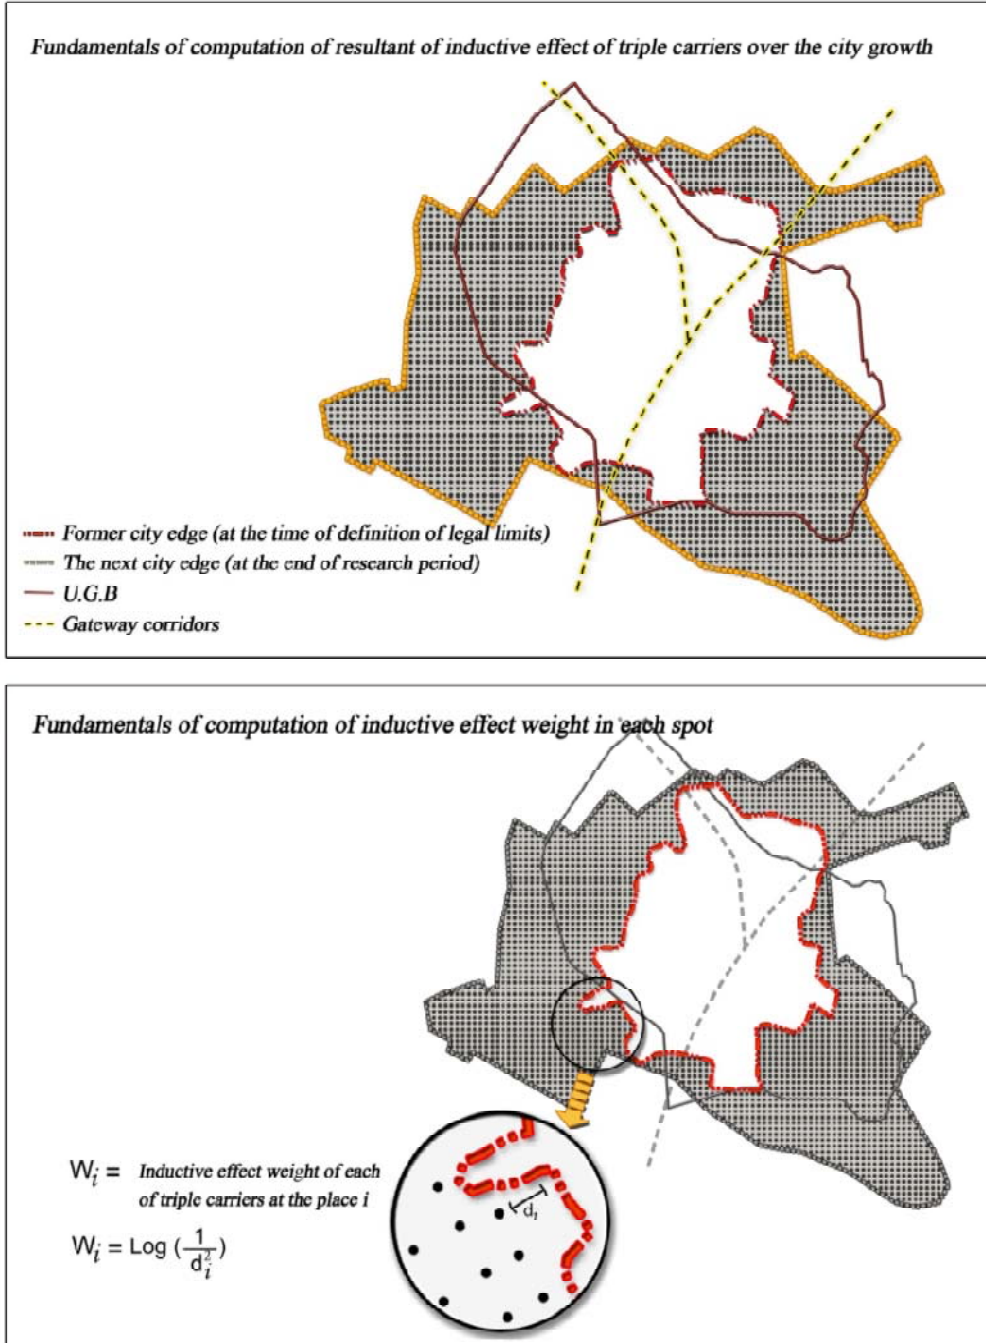 Fundamentals of computation of resultant of inductive effect of triple carriers over the city growth
Former city edge (at the time of definition of legal limits)
The next city edge (at the end of research period)
U.G.B
Gateway corridors
Fundamentals of computation of inductive effect weight in each spot
Wᵢ = Inductive effect weight of each
of triple carriers at the place i
Wᵢ = Log (1/dᵢ²)
dᵢ